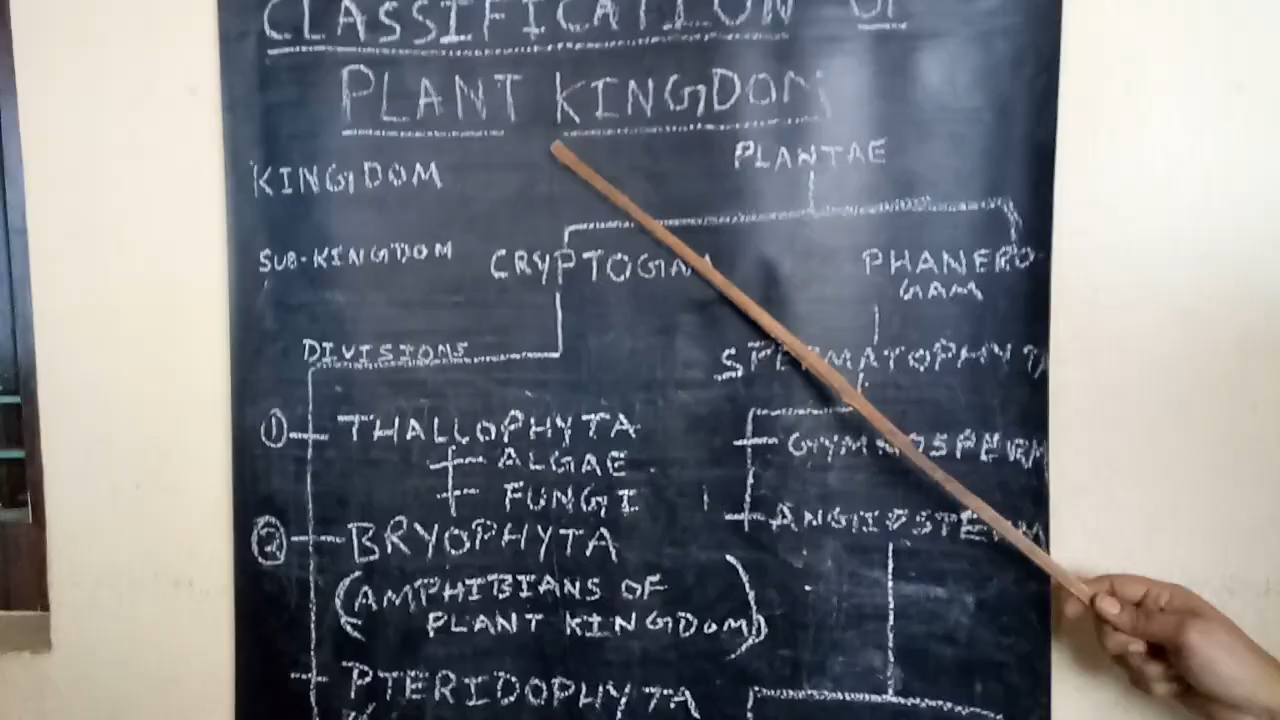 CLASSIFICATION OF
PLANT KINGDOM
KINGDOM
PLANTAE
SUB-KINGDOM
CRYPTOGAM
PHANERO-
GAM
DIVISIONS
SPERMATOPHYTA
① THALLOPHYTA
ALGAE
FUNGI
GYMNOSPERM
ANGIOSPERM
② BRYOPHYTA
(AMPHIBIANS OF
PLANT KINGDOM)
PTERIDOPHYTA